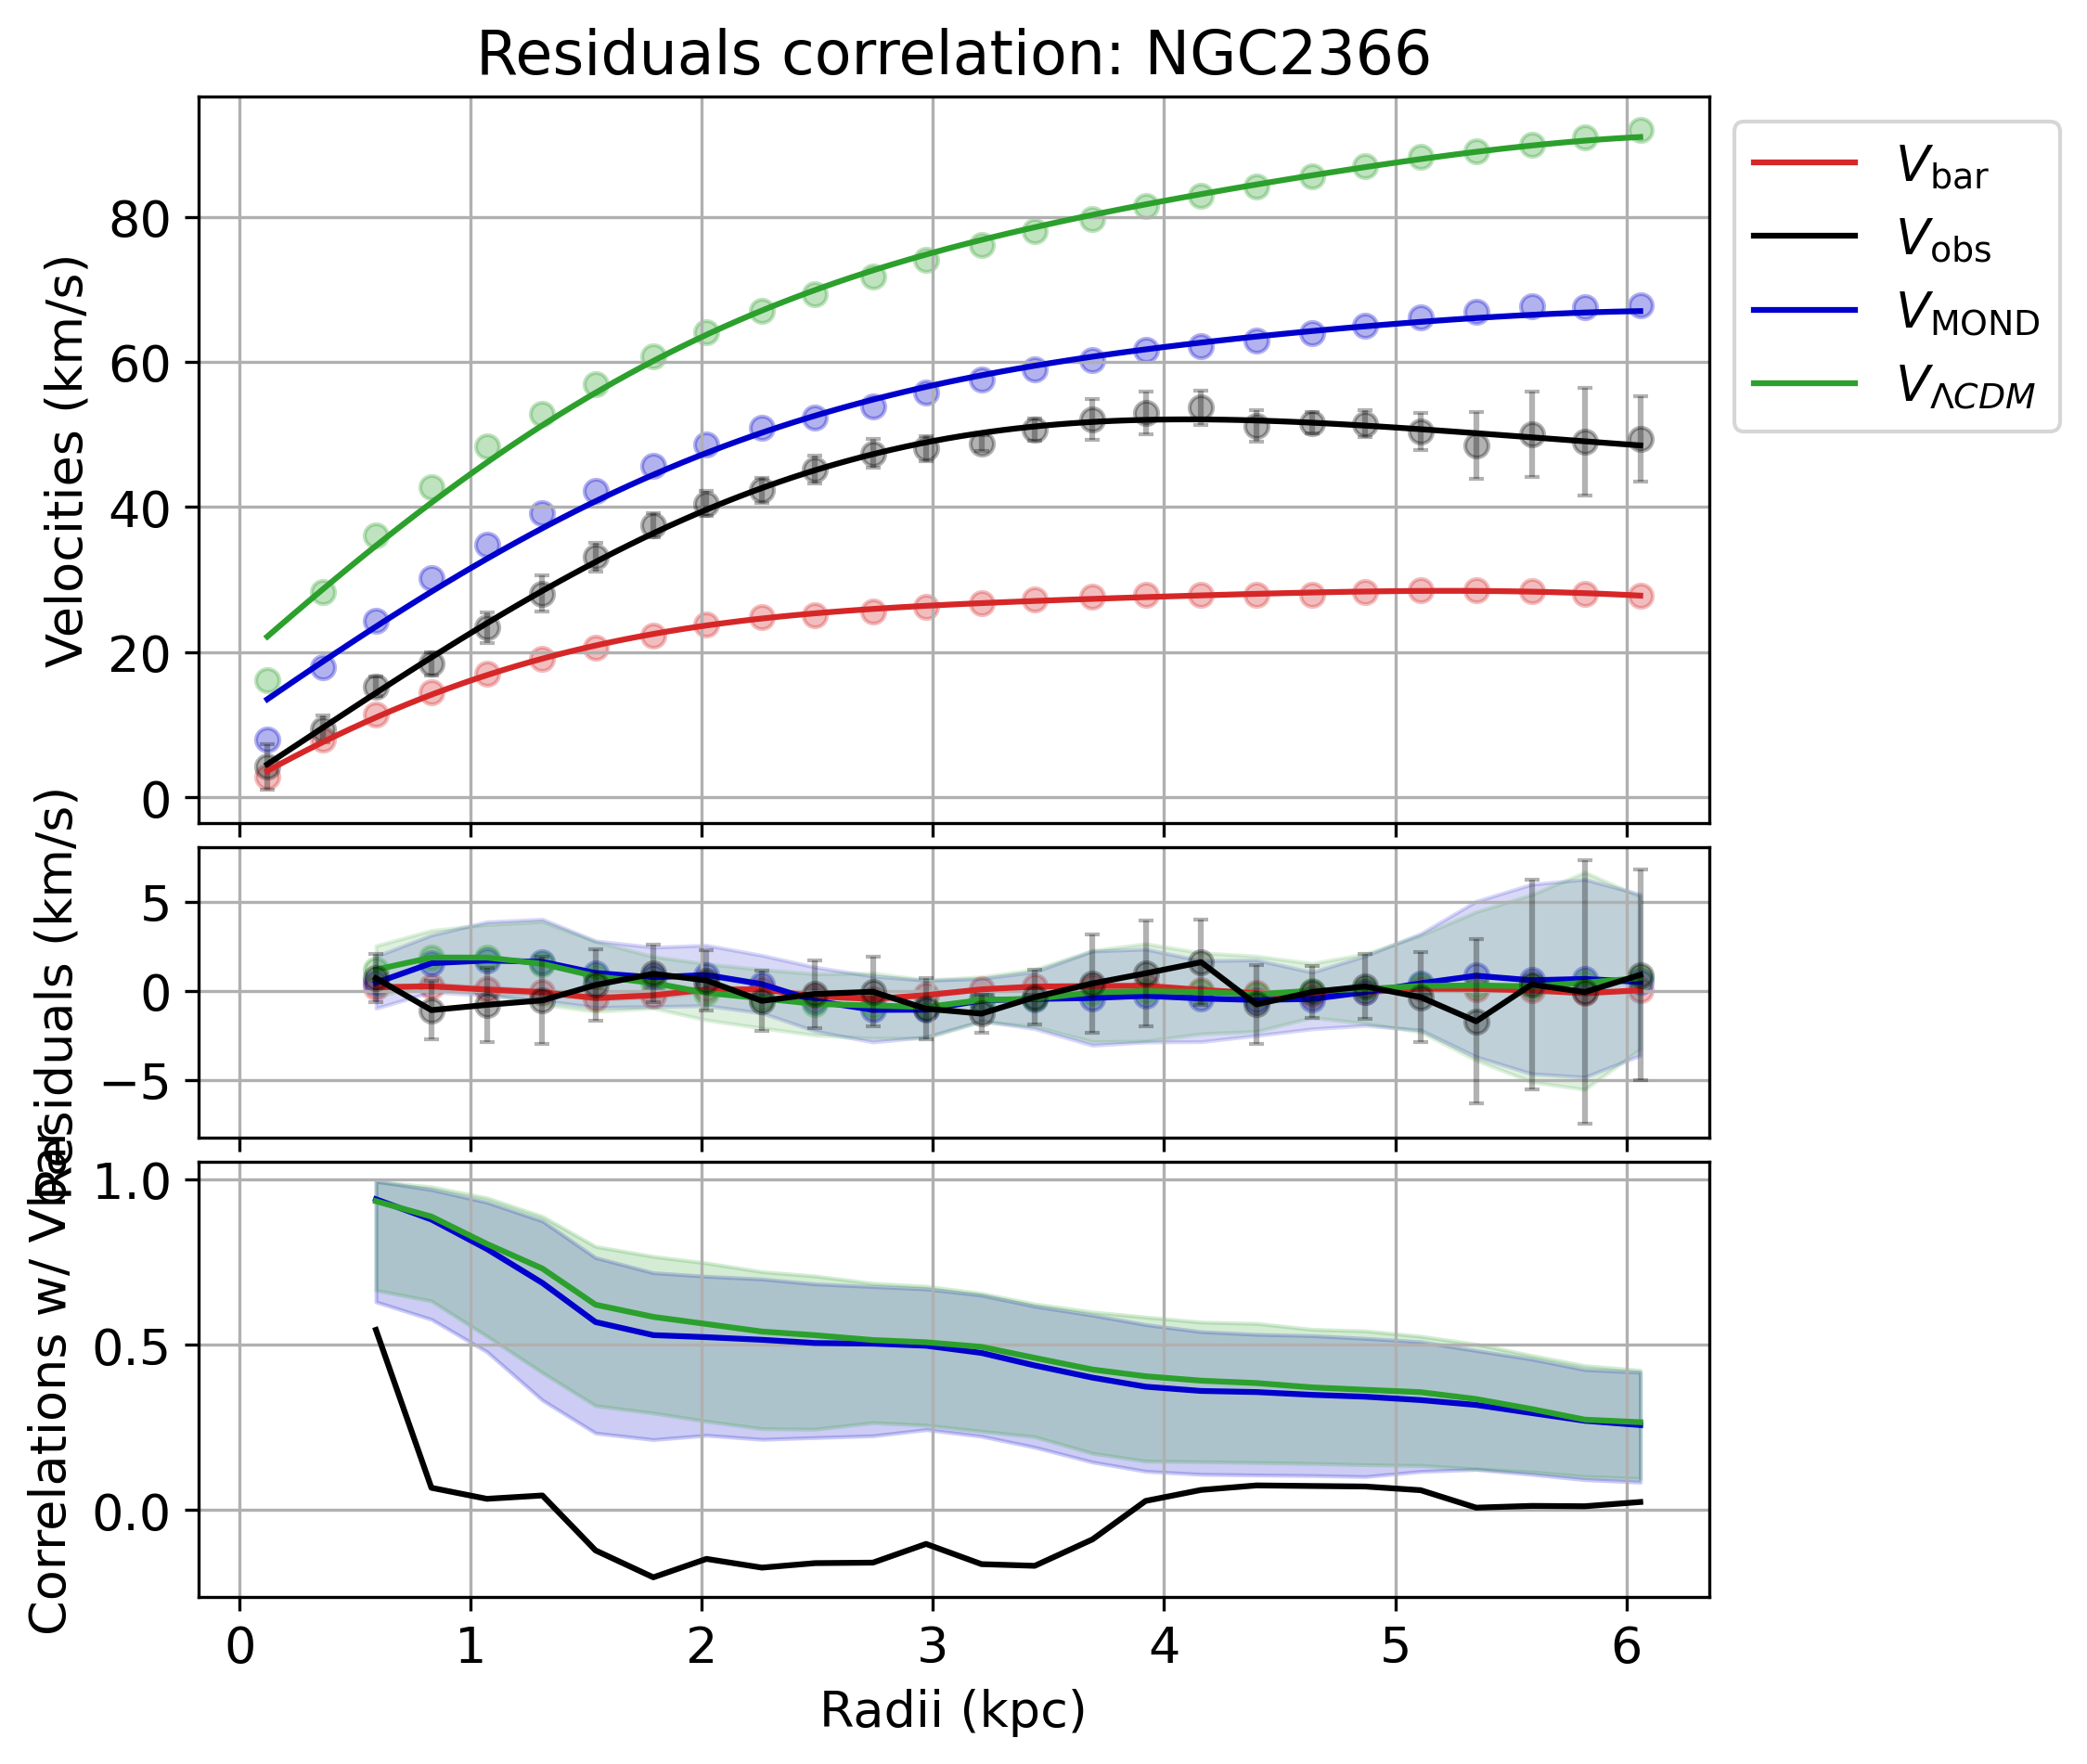 Residuals correlation: NGC2366
Velocities (km/s)
80
60
40
20
0
V_bar
V_obs
V_MOND
V_ΛCDM
Residuals (km/s)
5
0
−5
Correlations w/ Vbar
1.0
0.5
0.0
0 1 2 3 4 5 6
Radii (kpc)